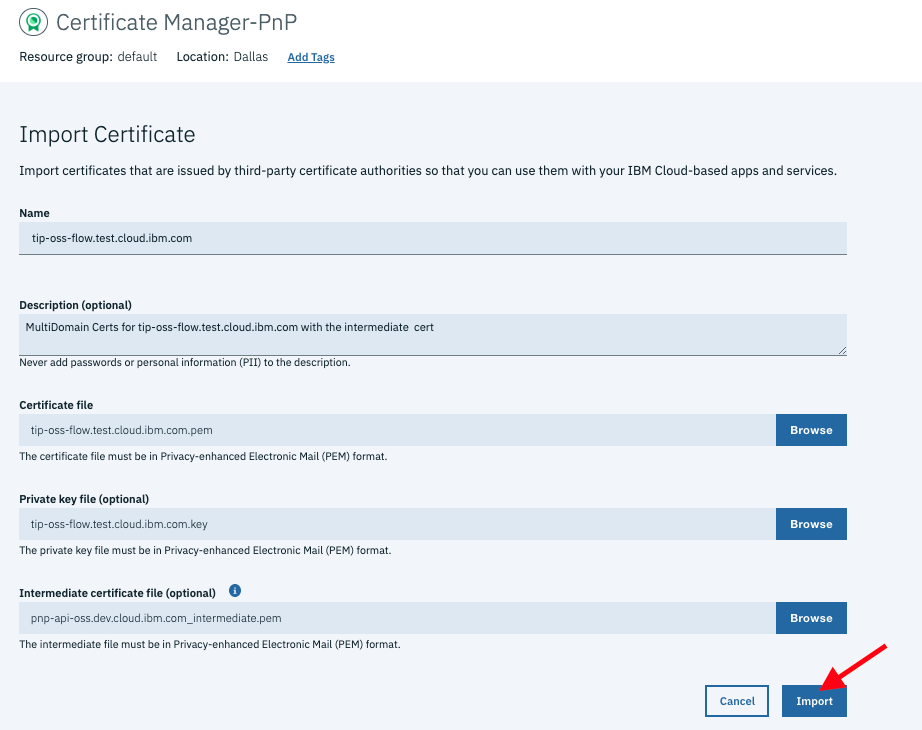 Certificate Manager-PnP
Resource group: default Location: Dallas Add Tags
Import Certificate
Import certificates that are issued by third-party certificate authorities so that you can use them with your IBM Cloud-based apps and services.
Name
tip-oss-flow.test.cloud.ibm.com
Description (optional)
MultiDomain Certs for tip-oss-flow.test.cloud.ibm.com with the intermediate cert
Never add passwords or personal information (PII) to the description.
Certificate file
tip-oss-flow.test.cloud.ibm.com.pem Browse
The certificate file must be in Privacy-enhanced Electronic Mail (PEM) format.
Private key file (optional)
tip-oss-flow.test.cloud.ibm.com.key Browse
The private key file must be in Privacy-enhanced Electronic Mail (PEM) format.
Intermediate certificate file (optional) i
pnp-api-oss.dev.cloud.ibm.com_intermediate.pem Browse
The intermediate file must be in Privacy-enhanced Electronic Mail (PEM) format.
Cancel Import